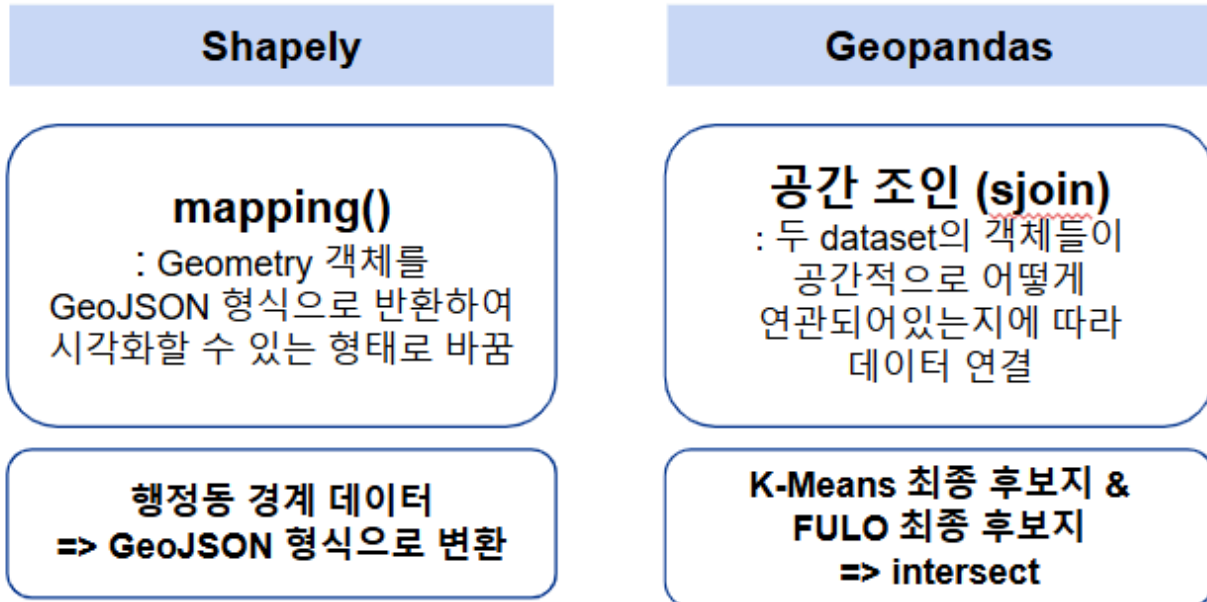 Shapely
mapping()
: Geometry 객체를
GeoJSON 형식으로 반환하여
시각화할 수 있는 형태로 바꿈
행정동 경계 데이터
=> GeoJSON 형식으로 변환
Geopandas
공간 조인 (sjoin)
: 두 dataset의 객체들이
공간적으로 어떻게
연관되어있는지에 따라
데이터 연결
K-Means 최종 후보지 &
FULO 최종 후보지
=> intersect